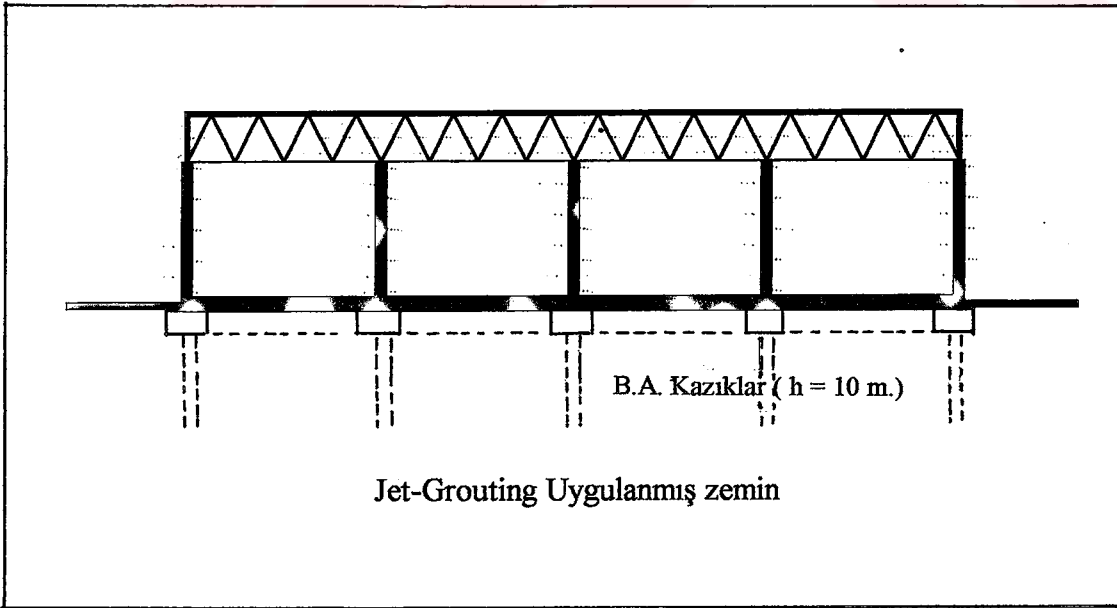 B.A. Kazıklar ( h = 10 m.)
Jet-Grouting Uygulanmış zemin